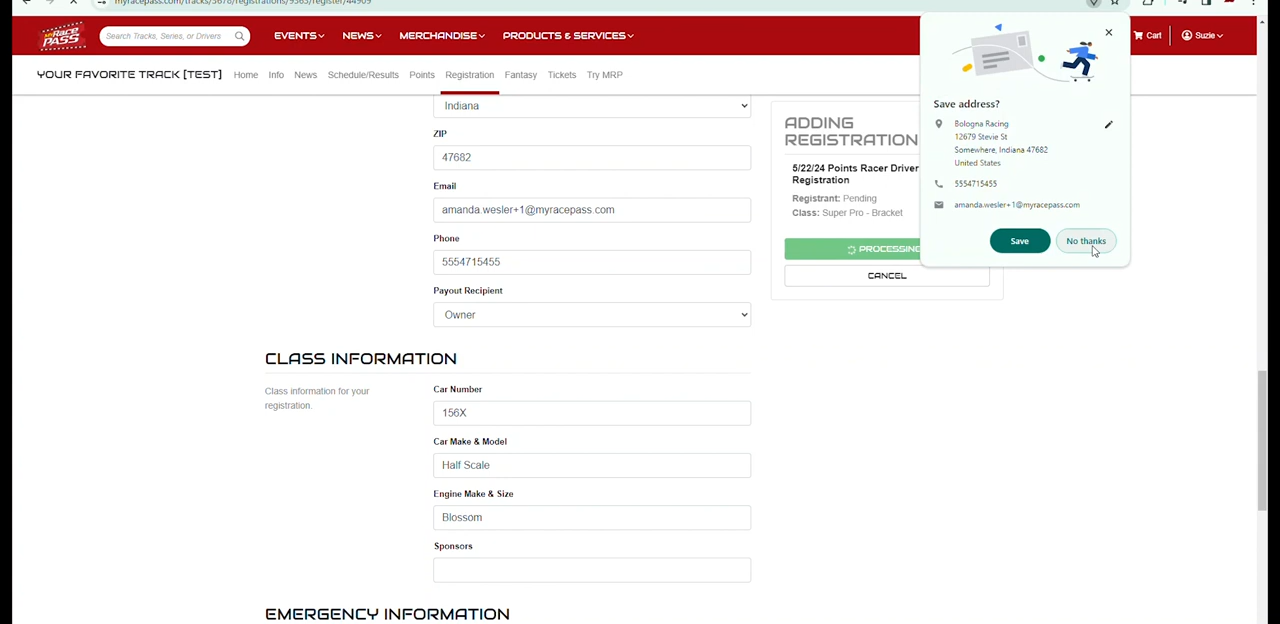 myracepass.com/tracks/3678/registrations/9563/register/44909
my RACE PASS
Search Tracks, Series, or Drivers
EVENTS
NEWS
MERCHANDISE
PRODUCTS & SERVICES
Cart
Suzie
YOUR FAVORITE TRACK [TEST]
Home
Info
News
Schedule/Results
Points
Registration
Fantasy
Tickets
Try MRP
Indiana
ZIP
47682
Email
amanda.wesler+1@myracepass.com
Phone
5554715455
Payout Recipient
Owner
CLASS INFORMATION
Class information for your
registration.
Car Number
156X
Car Make & Model
Half Scale
Engine Make & Size
Blossom
Sponsors
EMERGENCY INFORMATION
ADDING
REGISTRATION
5/22/24 Points Racer Driver
Registration
Registrant: Pending
Class: Super Pro - Bracket
PROCESSING
CANCEL
Save address?
Bologna Racing
12679 Stevie St
Somewhere, Indiana 47682
United States
5554715455
amanda.wesler+1@myracepass.com
Save
No thanks